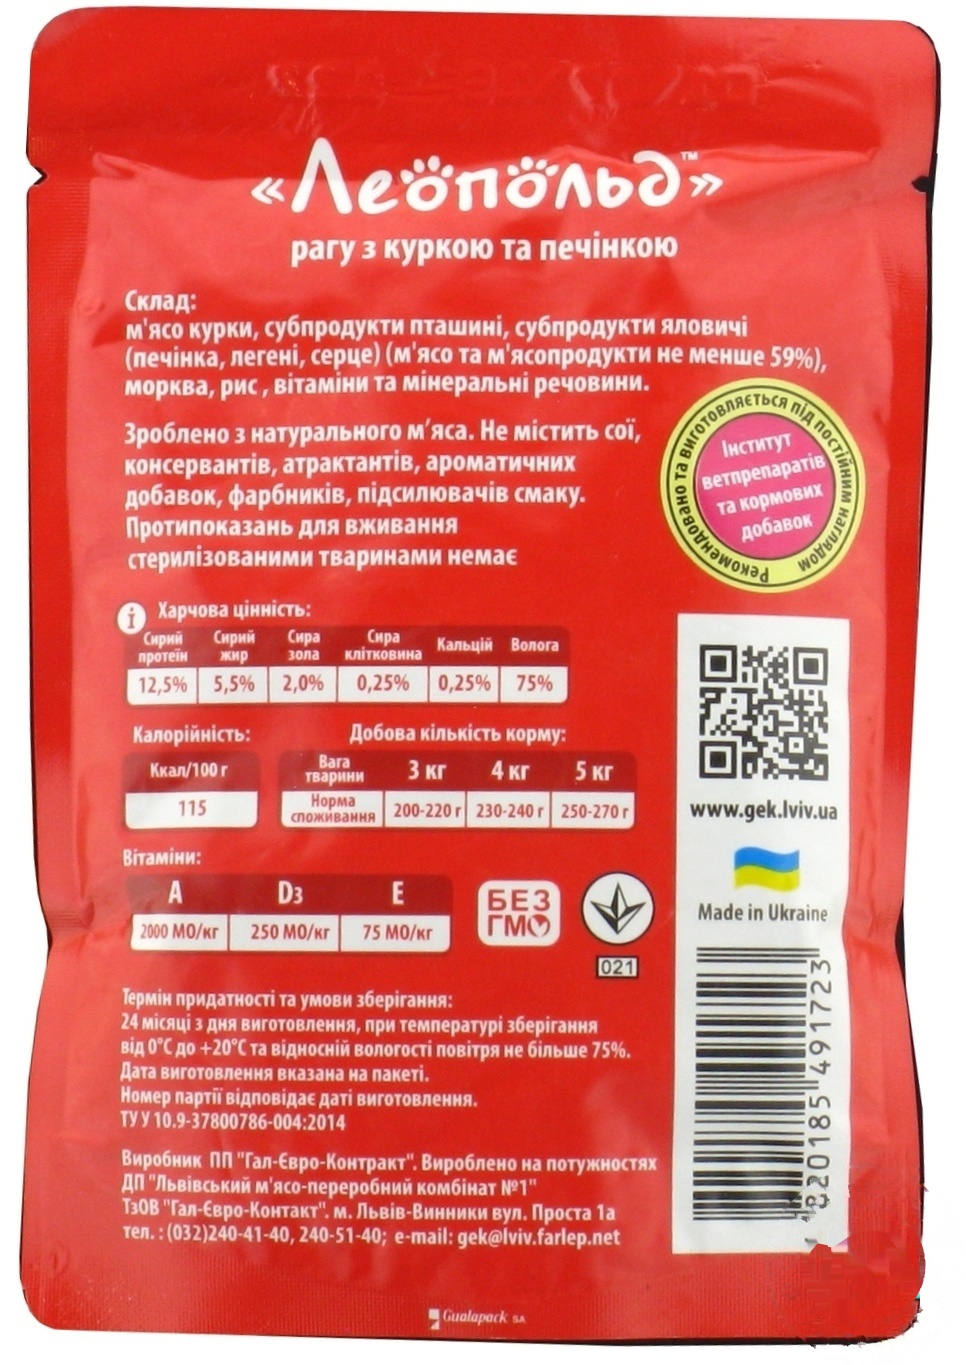 «Леопольд»™
рагу з куркою та печінкою
Склад:
м'ясо курки, субпродукти пташині, субпродукти яловичі
(печінка, легені, серце) (м'ясо та м'ясопродукти не менше 59%),
морква, рис , вітаміни та мінеральні речовини.
Зроблено з натурального м’яса. Не містить сої,
консервантів, атрактантів, ароматичних
добавок, фарбників, підсилювачів смаку.
Протипоказань для вживання
стерилізованими тваринами немає
Рекомендовано та виготовляється під постійним наглядом
Інститут
ветпрепаратів
та кормових
добавок
i Харчова цінність:
Сирий протеїн Сирий жир Сира зола Сира клітковина Кальцій Волога
12,5% 5,5% 2,0% 0,25% 0,25% 75%
Калорійність:
Ккал/100 г
115
Добова кількість корму:
Вага тварини 3 кг 4 кг 5 кг
Норма споживання 200-220 г 230-240 г 250-270 г
Вітаміни:
A D3 E
2000 МО/кг 250 МО/кг 75 МО/кг
БЕЗ
ГМО
021
www.gek.lviv.ua
Made in Ukraine
820185 491723
Термін придатності та умови зберігання:
24 місяці з дня виготовлення, при температурі зберігання
від 0°C до +20°C та відносній вологості повітря не більше 75%.
Дата виготовлення вказана на пакеті.
Номер партії відповідає даті виготовлення.
ТУ У 10.9-37800786-004:2014
Виробник ПП "Гал-Євро-Контракт". Вироблено на потужностях
ДП "Львівський м'ясо-переробний комбінат №1"
ТзОВ "Гал-Євро-Контакт". м. Львів-Винники вул. Проста 1а
тел. : (032)240-41-40, 240-51-40; e-mail: gek@lviv.farlep.net
Gualapack SA